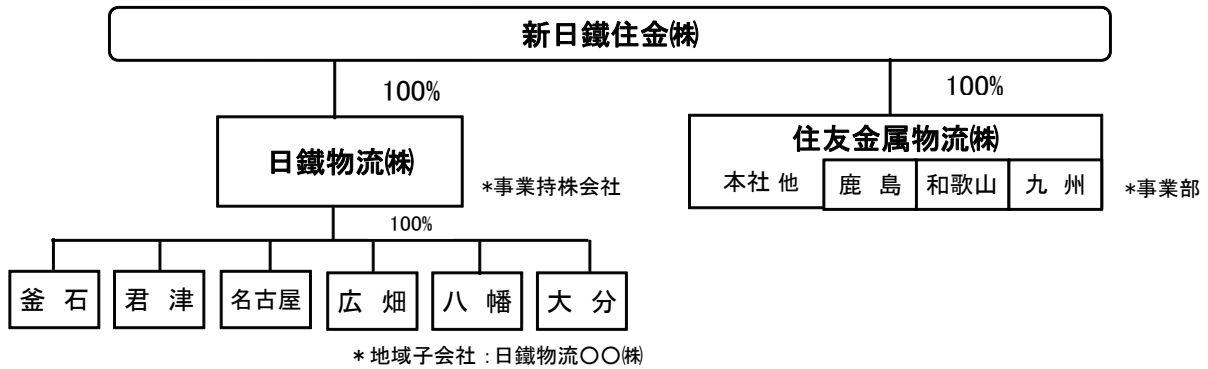 新日鐵住金㈱
100%
100%
日鐵物流㈱
*事業持株会社
住友金属物流㈱
本社 他 鹿 島 和歌山 九 州
*事業部
100%
釜 石 君 津 名古屋 広 畑 八 幡 大 分
*地域子会社:日鐵物流〇〇㈱